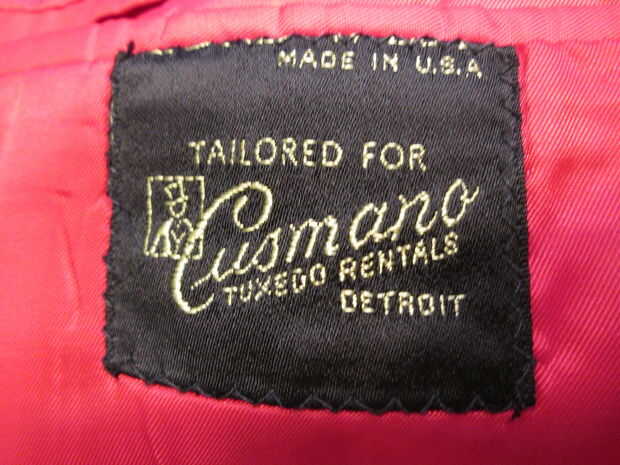 MADE IN U.S.A
TAILORED FOR
Cusmano
TUXEDO RENTALS
DETROIT